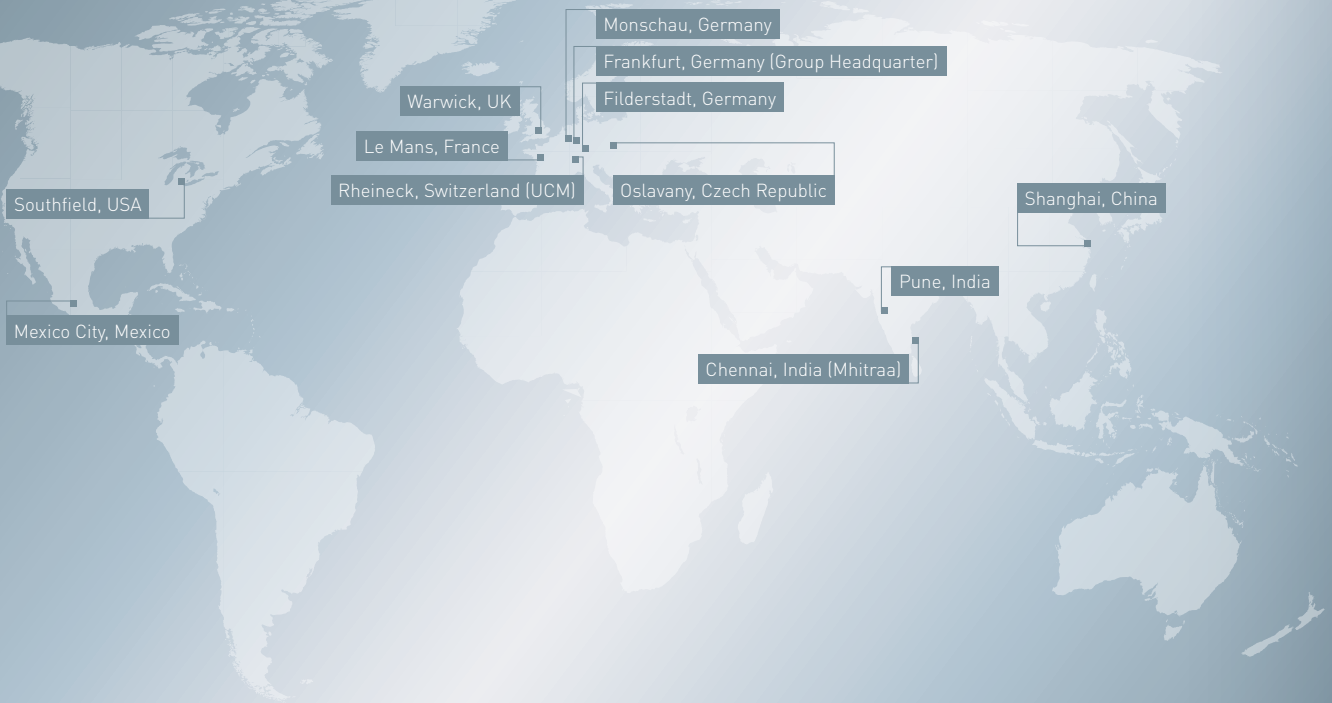 Monschau, Germany
Frankfurt, Germany (Group Headquarter)
Warwick, UK
Filderstadt, Germany
Le Mans, France
Rheineck, Switzerland (UCM)
Oslavany, Czech Republic
Southfield, USA
Shanghai, China
Pune, India
Mexico City, Mexico
Chennai, India (Mhitraa)